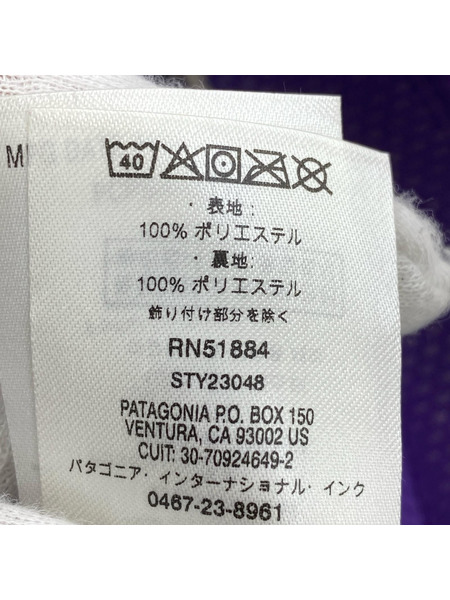 40
・表地:
100% ポリエステル
・裏地:
100% ポリエステル
飾り付け部分を除く
RN51884
STY23048
PATAGONIA P.O. BOX 150
VENTURA, CA 93002 US
CUIT: 30-70924649-2
パタゴニア・インターナショナル・インク
0467-23-8961